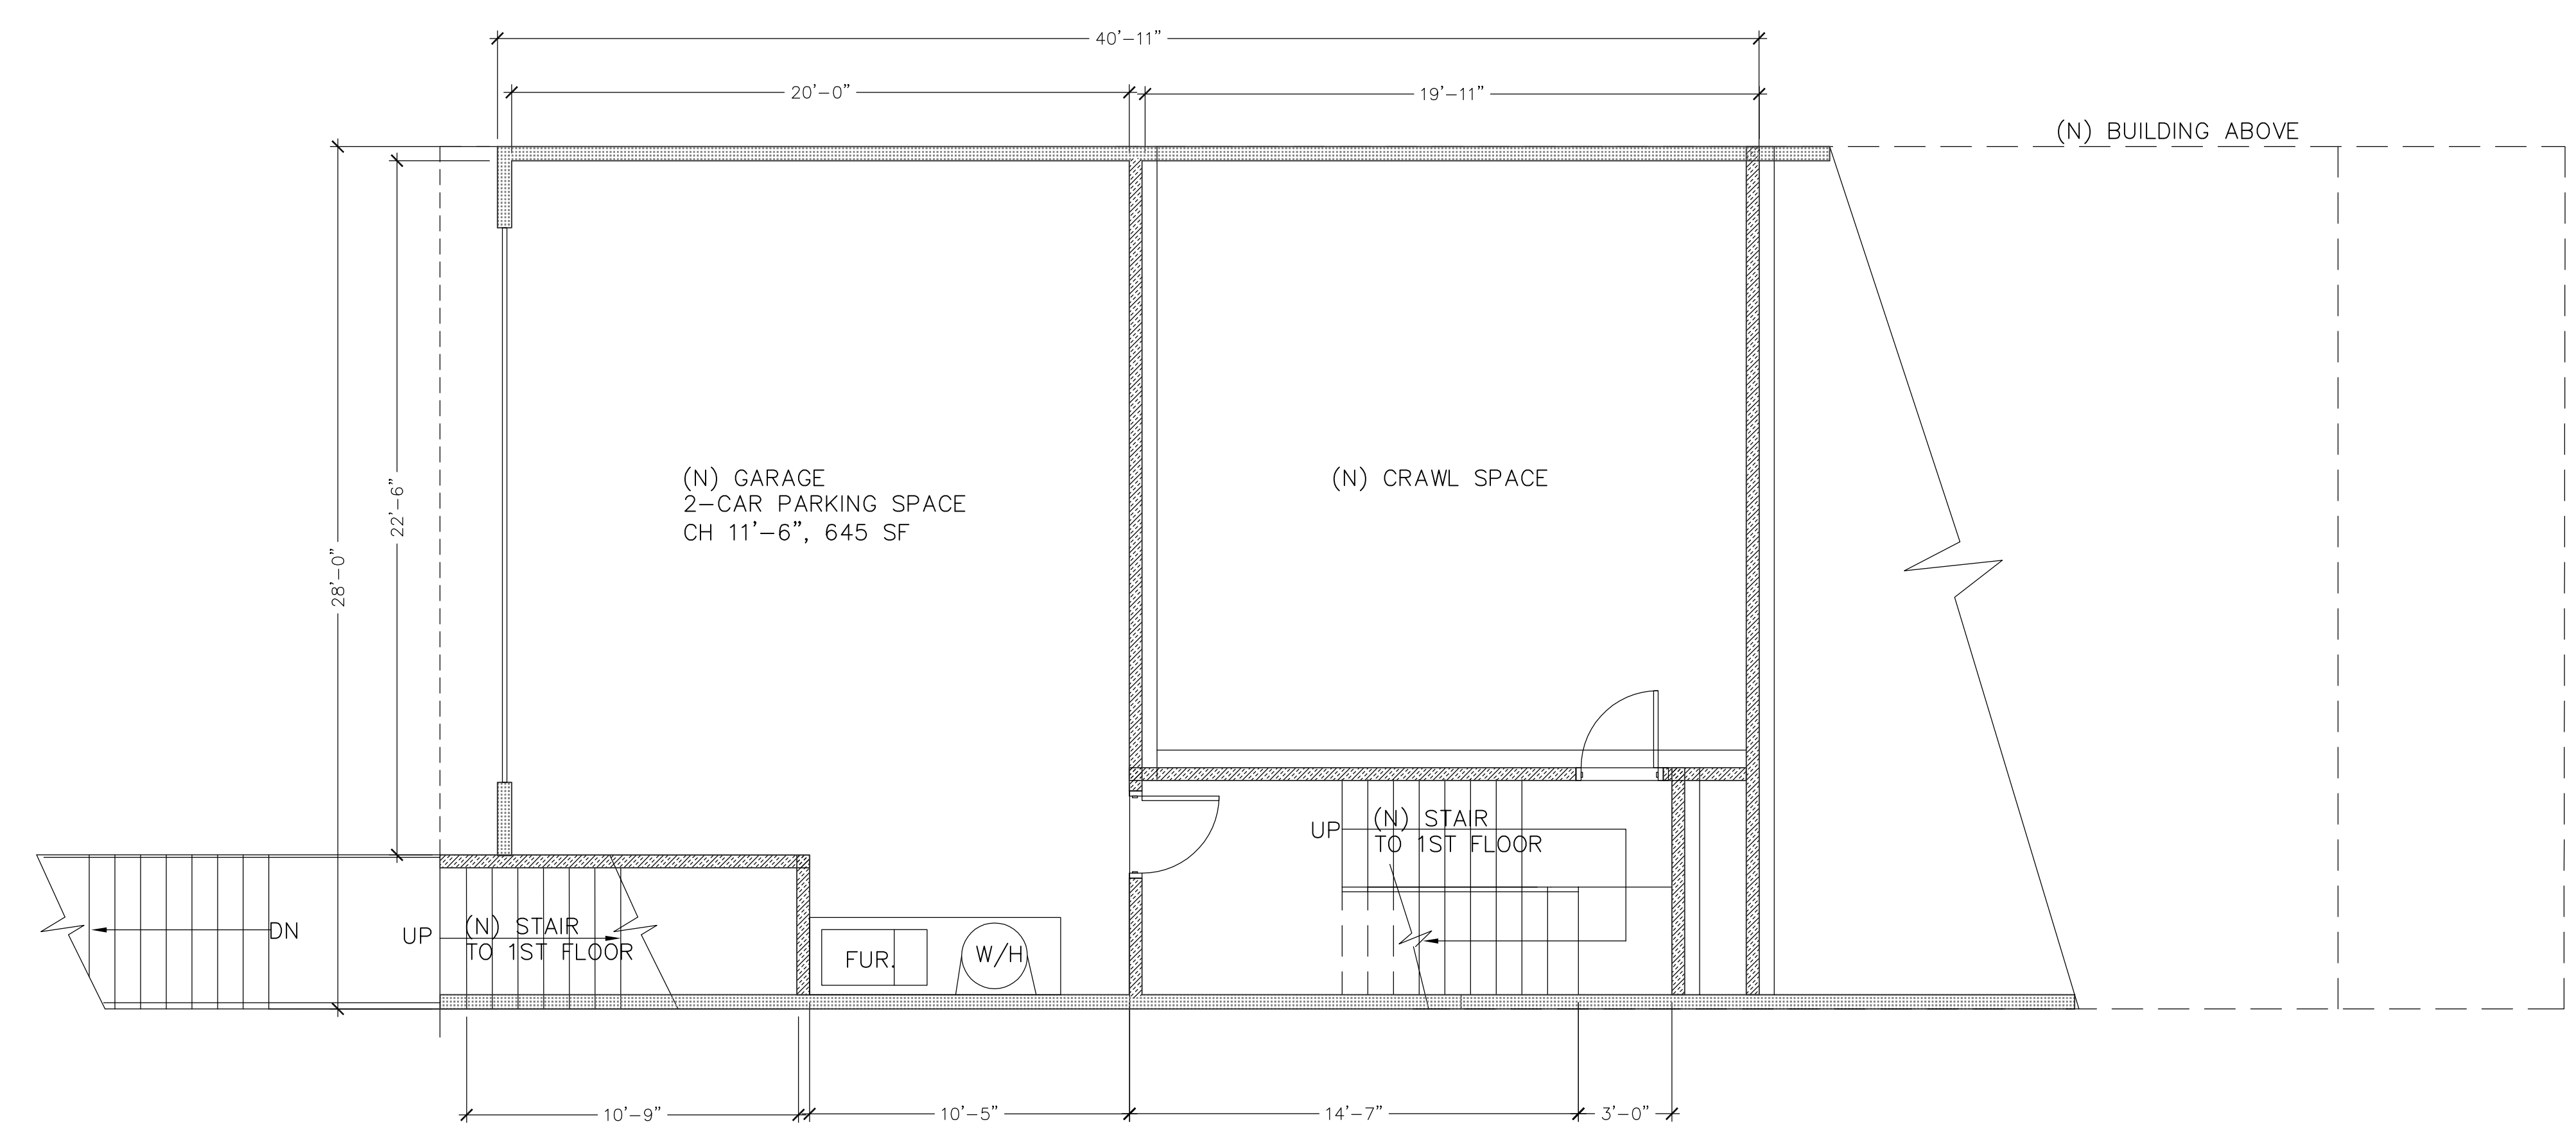 40'-11"
20'-0"
19'-11"
(N) BUILDING ABOVE
28'-0"
22'-6"
(N) GARAGE
2-CAR PARKING SPACE
CH 11'-6", 645 SF
(N) CRAWL SPACE
UP
(N) STAIR
TO 1ST FLOOR
DN
UP
(N) STAIR
TO 1ST FLOOR
FUR.
W/H
10'-9"
10'-5"
14'-7"
3'-0"